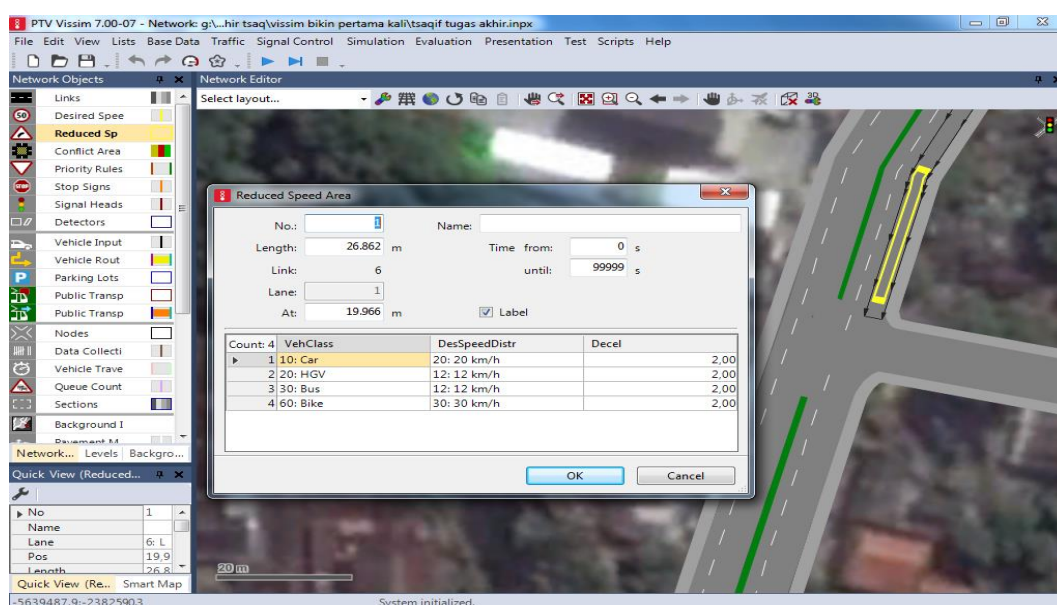 PTV Vissim 7.00-07 - Network: g:\...hir tsaq\vissim bikin pertama kali\tsaqif tugas akhir.inpx
File Edit View Lists Base Data Traffic Signal Control Simulation Evaluation Presentation Test Scripts Help
Network Objects
Network Editor
Select layout...
Links
Desired Spee
Reduced Sp
Conflict Area
Priority Rules
Stop Signs
Signal Heads
Detectors
Vehicle Input
Vehicle Rout
Parking Lots
Public Transp
Public Transp
Nodes
Data Collecti
Vehicle Trave
Queue Count
Sections
Background I
Pavement M
Network... Levels Backgro...
Quick View (Reduced...
No 1
Name
Lane 6: L
Pos 19,9
Length 26,8
Quick View (Re... Smart Map
-5639487.9:-2382590.3 System initialized.
Reduced Speed Area
No.: 1 Name:
Length: 26.862 m Time from: 0 s
Link: 6 until: 99999 s
Lane: 1
At: 19.966 m Label
Count: 4 VehClass DesSpeedDistr Decel
1 10: Car 20: 20 km/h 2,00
2 20: HGV 12: 12 km/h 2,00
3 30: Bus 12: 12 km/h 2,00
4 60: Bike 30: 30 km/h 2,00
OK Cancel
20 m